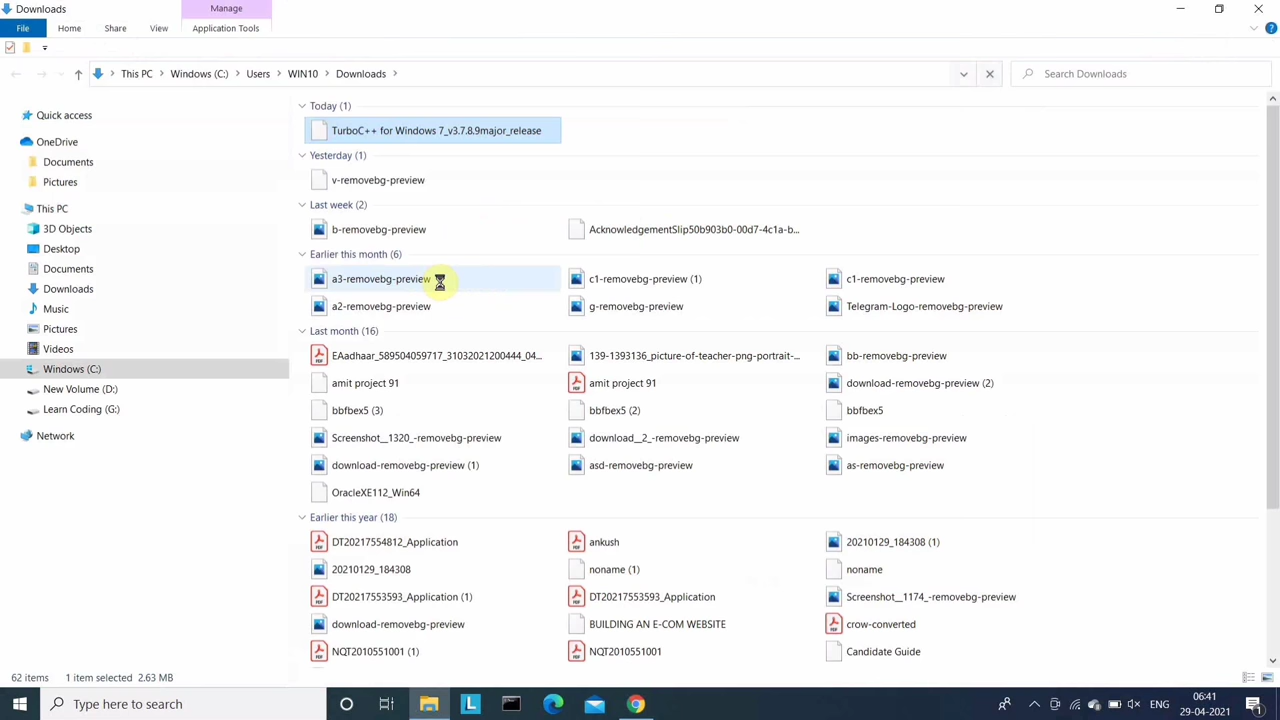 Downloads
Manage
File
Home
Share
View
Application Tools
This PC
Windows (C:)
Users
WIN10
Downloads
Search Downloads
Quick access
OneDrive
Documents
Pictures
This PC
3D Objects
Desktop
Documents
Downloads
Music
Pictures
Videos
Windows (C:)
New Volume (D:)
Learn Coding (G:)
Network
Today (1)
TurboC++ for Windows 7_v3.7.8.9major_release
Yesterday (1)
v-removebg-preview
Last week (2)
b-removebg-preview
AcknowledgementSlip50b903b0-00d7-4c1a-b...
Earlier this month (6)
a3-removebg-preview
c1-removebg-preview (1)
c1-removebg-preview
a2-removebg-preview
g-removebg-preview
Telegram-Logo-removebg-preview
Last month (16)
EAadhaar_589504059717_31032021200444_04...
139-1393136_picture-of-teacher-png-portrait-...
bb-removebg-preview
amit project 91
amit project 91
download-removebg-preview (2)
bbfbex5 (3)
bbfbex5 (2)
bbfbex5
Screenshot__1320_-removebg-preview
download__2_-removebg-preview
images-removebg-preview
download-removebg-preview (1)
asd-removebg-preview
as-removebg-preview
OracleXE112_Win64
Earlier this year (18)
DT20217554812_Application
ankush
20210129_184308 (1)
20210129_184308
noname (1)
noname
DT20217553593_Application (1)
DT20217553593_Application
Screenshot__1174_-removebg-preview
download-removebg-preview
BUILDING AN E-COM WEBSITE
crow-converted
NQT2010551001 (1)
NQT2010551001
Candidate Guide
62 items
1 item selected 2.63 MB
Type here to search
L
ENG
06:41
29-04-2021
1